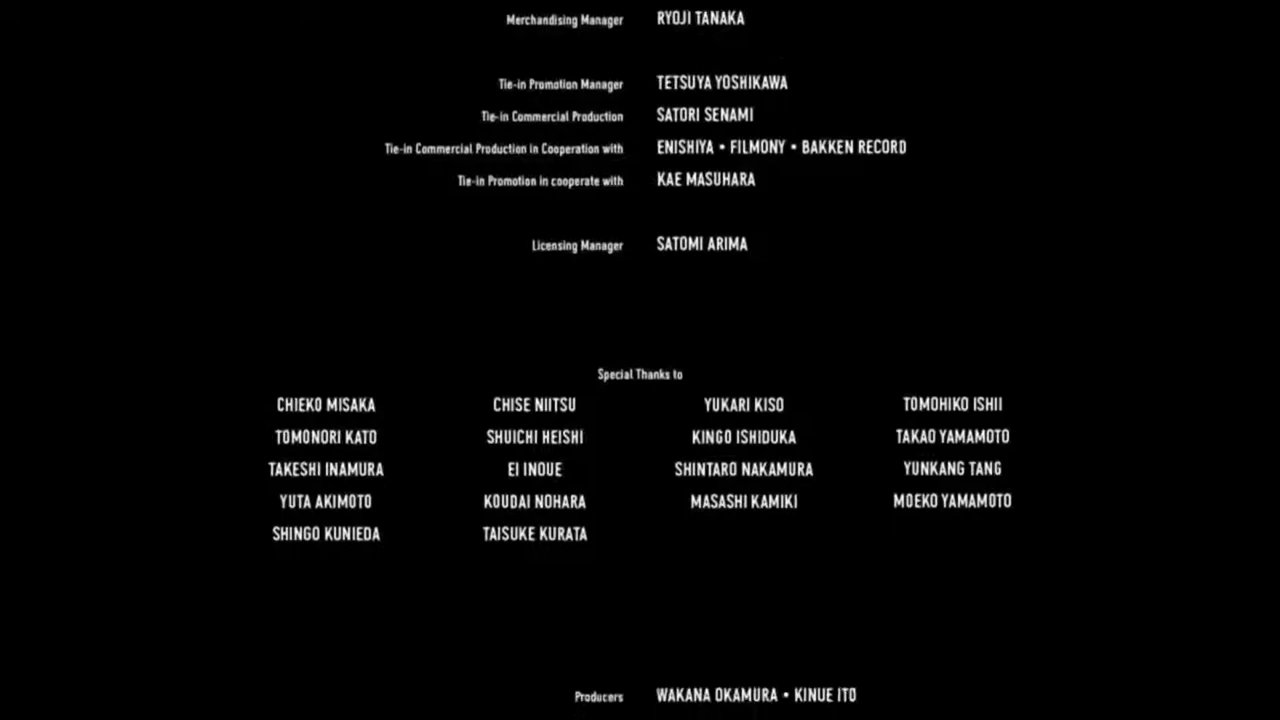 Merchandising Manager RYOJI TANAKA
Tie-in Promotion Manager TETSUYA YOSHIKAWA
Tie-in Commercial Production SATORI SENAMI
Tie-in Commercial Production in Cooperation with ENISHIYA • FILMONY • BAKKEN RECORD
Tie-in Promotion in cooperate with KAE MASUHARA
Licensing Manager SATOMI ARIMA
Special Thanks to
CHIEKO MISAKA CHISE NIITSU YUKARI KISO TOMOHIKO ISHII
TOMONORI KATO SHUICHI HEISHI KINGO ISHIDUKA TAKAO YAMAMOTO
TAKESHI INAMURA EI INOUE SHINTARO NAKAMURA YUNKANG TANG
YUTA AKIMOTO KOUDAI NOHARA MASASHI KAMIKI MOEKO YAMAMOTO
SHINGO KUNIEDA TAISUKE KURATA
Producers WAKANA OKAMURA • KINUE ITO